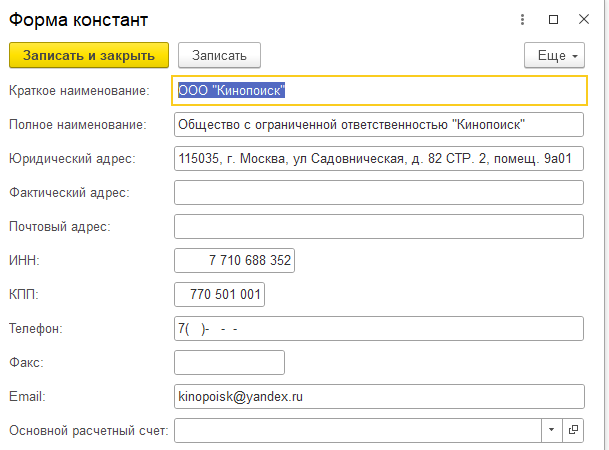 Форма констант
Записать и закрыть Записать Еще
Краткое наименование: ООО "Кинопоиск"
Полное наименование: Общество с ограниченной ответственностью "Кинопоиск"
Юридический адрес: 115035, г. Москва, ул Садовническая, д. 82 СТР. 2, помещ. 9а01
Фактический адрес:
Почтовый адрес:
ИНН: 7 710 688 352
КПП: 770 501 001
Телефон: 7( )- - -
Факс:
Email: kinopoisk@yandex.ru
Основной расчетный счет: